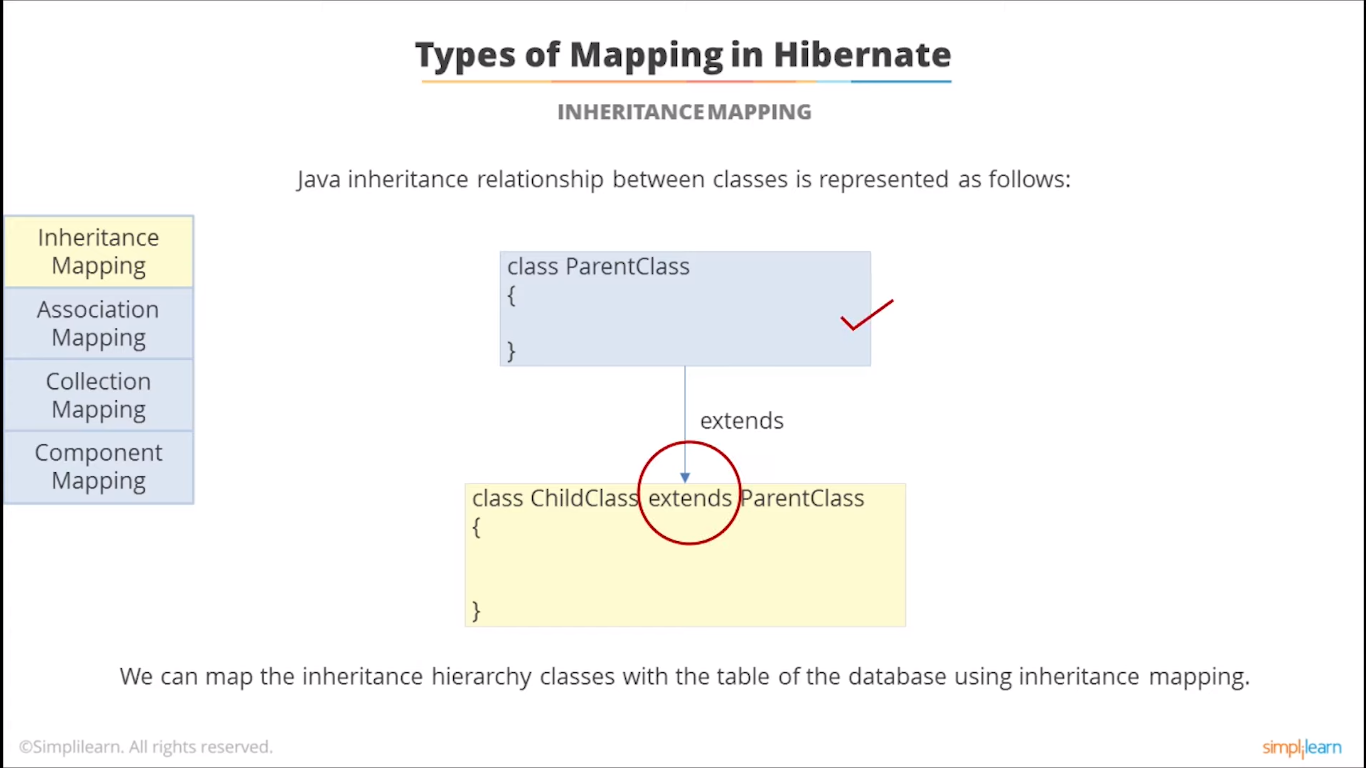 Types of Mapping in Hibernate
INHERITANCE MAPPING
Java inheritance relationship between classes is represented as follows:
Inheritance
Mapping
Association
Mapping
Collection
Mapping
Component
Mapping
class ParentClass
{
}
extends
class ChildClass extends ParentClass
{
}
We can map the inheritance hierarchy classes with the table of the database using inheritance mapping.
©Simplilearn. All rights reserved.
simplilearn